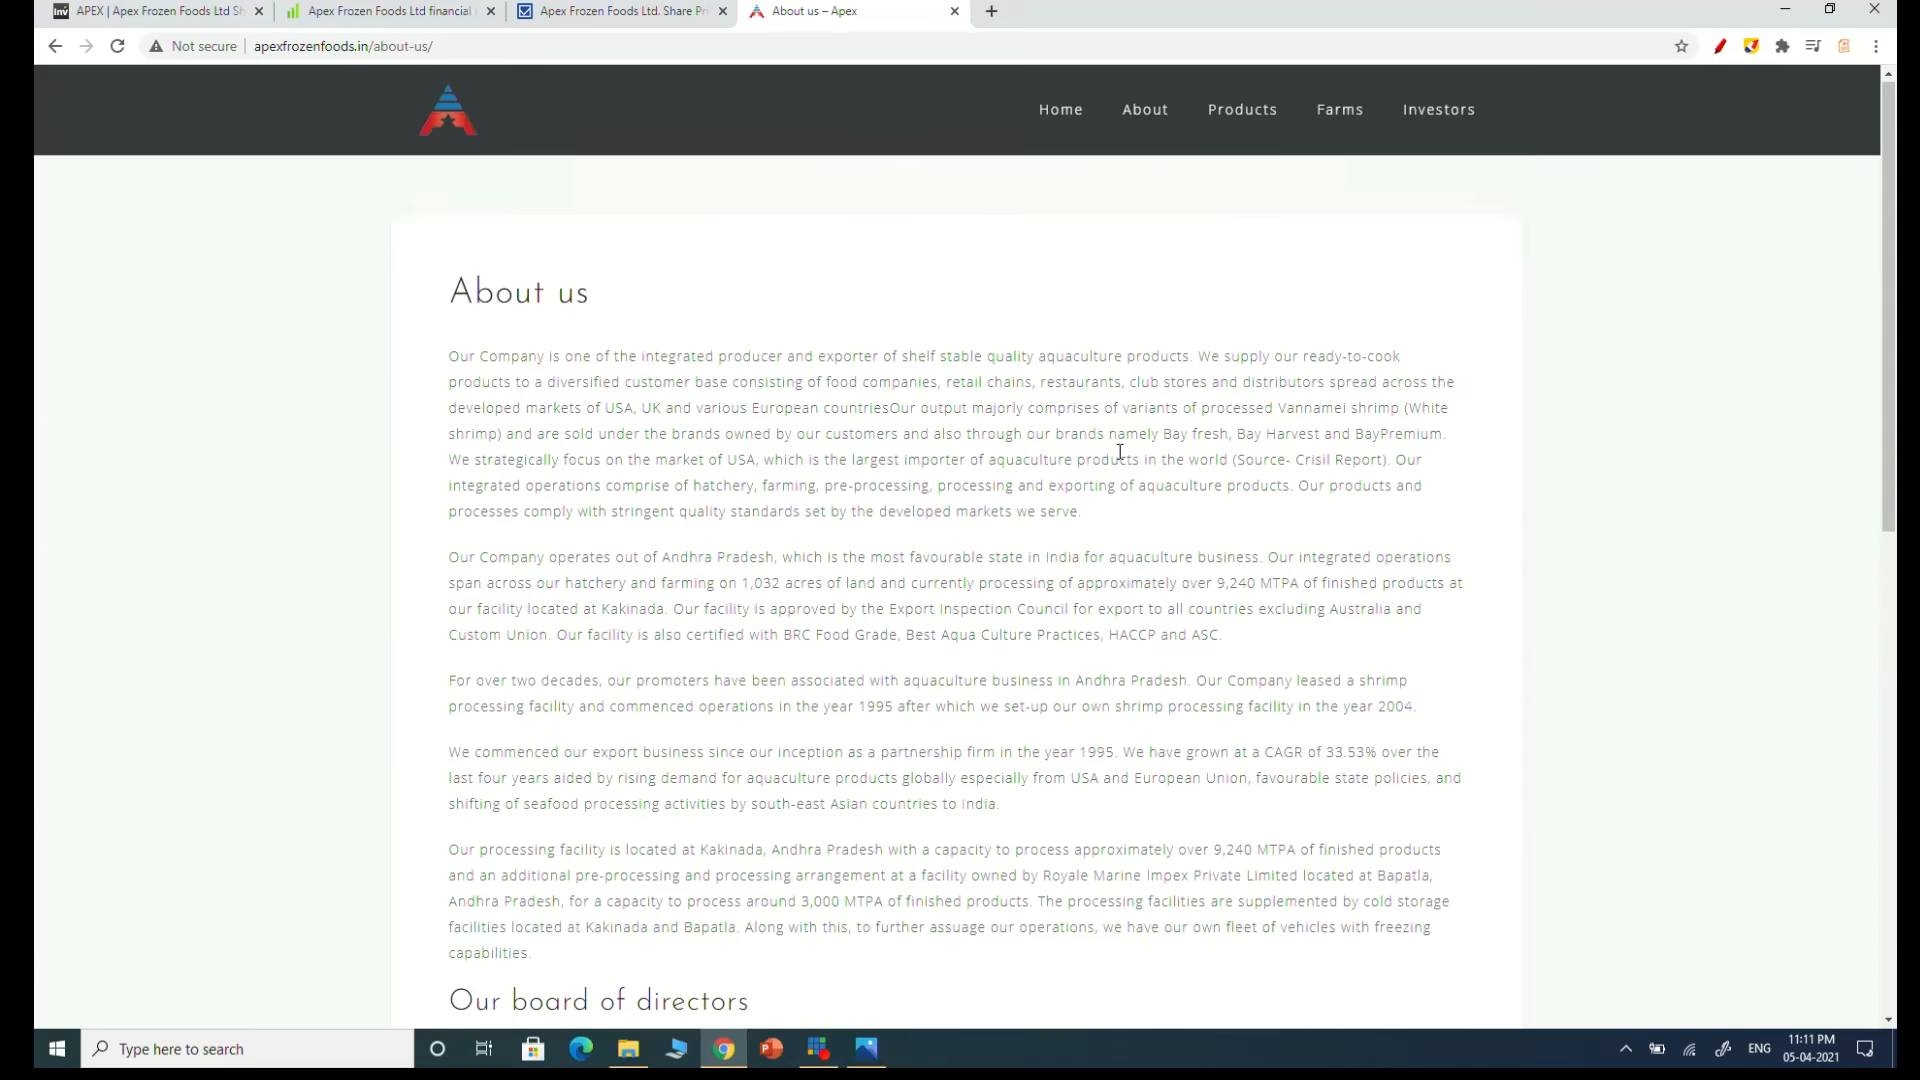 APEX | Apex Frozen Foods Ltd Sh
Apex Frozen Foods Ltd financial
Apex Frozen Foods Ltd. Share Pr
About us – Apex
Not secure
apexfrozenfoods.in/about-us/
Home
About
Products
Farms
Investors
About us
Our Company is one of the integrated producer and exporter of shelf stable quality aquaculture products. We supply our ready-to-cook
products to a diversified customer base consisting of food companies, retail chains, restaurants, club stores and distributors spread across the
developed markets of USA, UK and various European countriesOur output majorly comprises of variants of processed Vannamei shrimp (White
shrimp) and are sold under the brands owned by our customers and also through our brands namely Bay fresh, Bay Harvest and BayPremium.
We strategically focus on the market of USA, which is the largest importer of aquaculture products in the world (Source- Crisil Report). Our
integrated operations comprise of hatchery, farming, pre-processing, processing and exporting of aquaculture products. Our products and
processes comply with stringent quality standards set by the developed markets we serve.
Our Company operates out of Andhra Pradesh, which is the most favourable state in India for aquaculture business. Our integrated operations
span across our hatchery and farming on 1,032 acres of land and currently processing of approximately over 9,240 MTPA of finished products at
our facility located at Kakinada. Our facility is approved by the Export Inspection Council for export to all countries excluding Australia and
Custom Union. Our facility is also certified with BRC Food Grade, Best Aqua Culture Practices, HACCP and ASC.
For over two decades, our promoters have been associated with aquaculture business in Andhra Pradesh. Our Company leased a shrimp
processing facility and commenced operations in the year 1995 after which we set-up our own shrimp processing facility in the year 2004.
We commenced our export business since our inception as a partnership firm in the year 1995. We have grown at a CAGR of 33.53% over the
last four years aided by rising demand for aquaculture products globally especially from USA and European Union, favourable state policies, and
shifting of seafood processing activities by south-east Asian countries to India.
Our processing facility is located at Kakinada, Andhra Pradesh with a capacity to process approximately over 9,240 MTPA of finished products
and an additional pre-processing and processing arrangement at a facility owned by Royale Marine Impex Private Limited located at Bapatla,
Andhra Pradesh, for a capacity to process around 3,000 MTPA of finished products. The processing facilities are supplemented by cold storage
facilities located at Kakinada and Bapatla. Along with this, to further assuage our operations, we have our own fleet of vehicles with freezing
capabilities.
Our board of directors
Type here to search
ENG
11:11 PM
05-04-2021